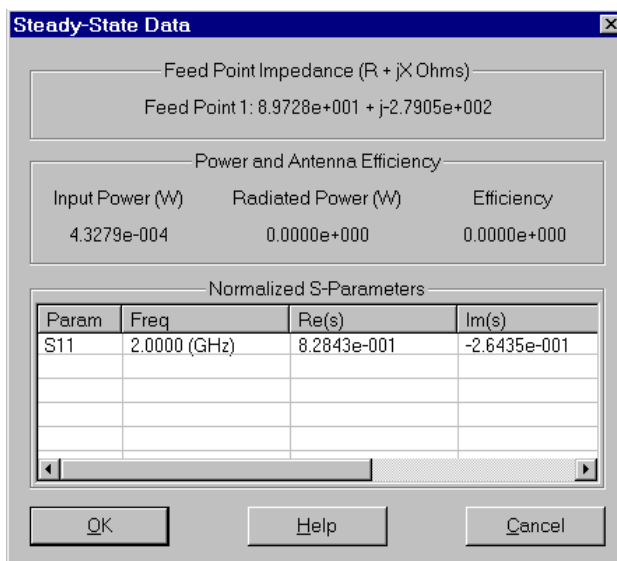 Steady-State Data
Feed Point Impedance (R + jX Ohms)
Feed Point 1: 8.9728e+001 + j-2.7905e+002
Power and Antenna Efficiency
Input Power (W) Radiated Power (W) Efficiency
4.3279e-004 0.0000e+000 0.0000e+000
Normalized S-Parameters
Param Freq Re(s) Im(s)
S11 2.0000 (GHz) 8.2843e-001 -2.6435e-001
OK Help Cancel